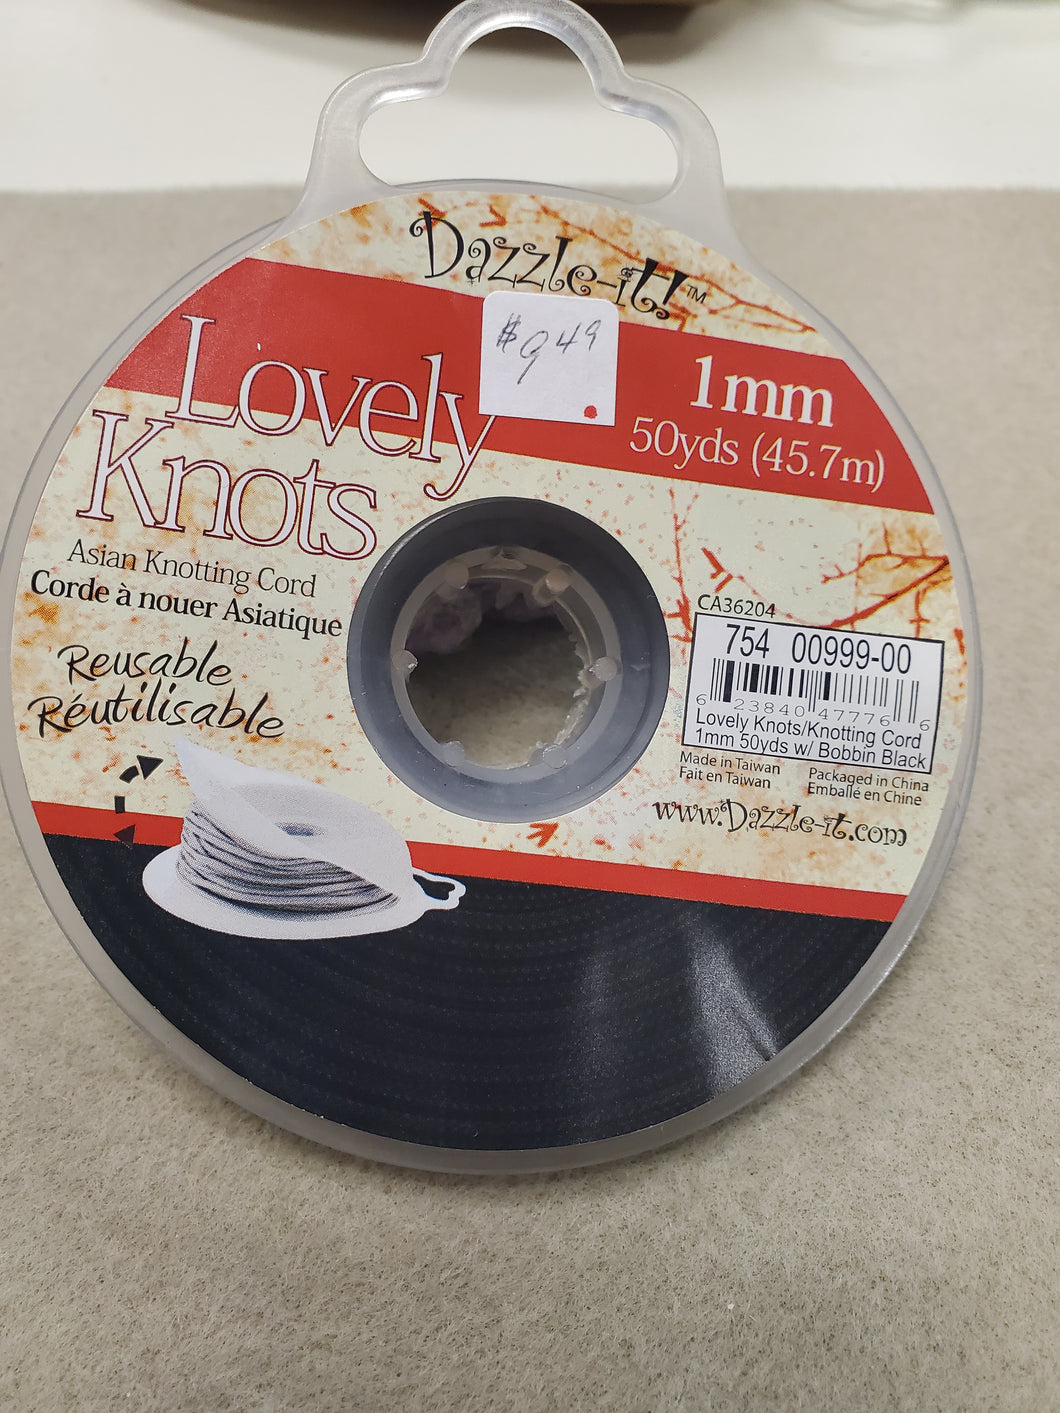 Dazzle-it!™
$9.49
Lovely
Knots
1mm
50yds (45.7m)
Asian Knotting Cord
Corde à nouer Asiatique
Reusable
Réutilisable
CA36204
754 00999-00
6 23840 47776 6
Lovely Knots/Knotting Cord
1mm 50yds w/ Bobbin Black
Made in Taiwan
Fait en Taiwan
Packaged in China
Emballé en Chine
www.Dazzle-it.com